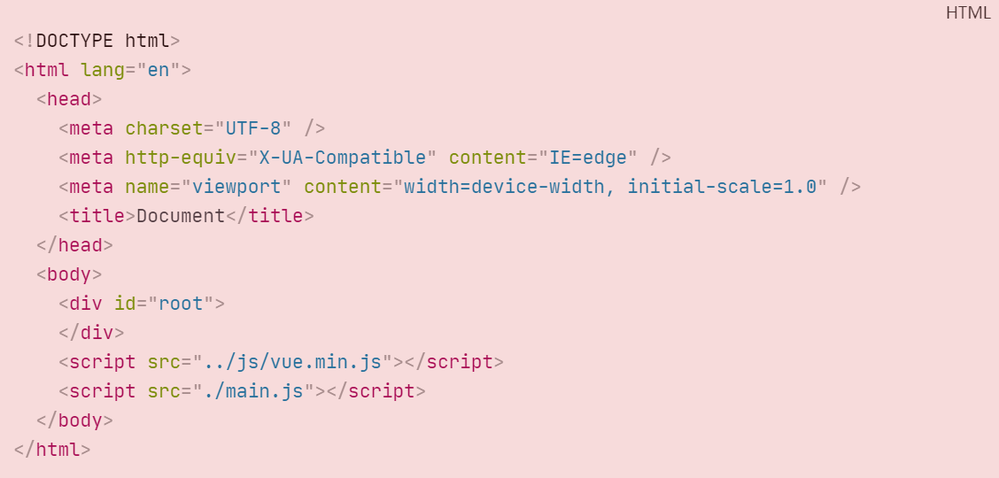 HTML
<!DOCTYPE html>
<html lang="en">
  <head>
    <meta charset="UTF-8" />
    <meta http-equiv="X-UA-Compatible" content="IE=edge" />
    <meta name="viewport" content="width=device-width, initial-scale=1.0" />
    <title>Document</title>
  </head>
  <body>
    <div id="root">
    </div>
    <script src="../js/vue.min.js"></script>
    <script src="./main.js"></script>
  </body>
</html>